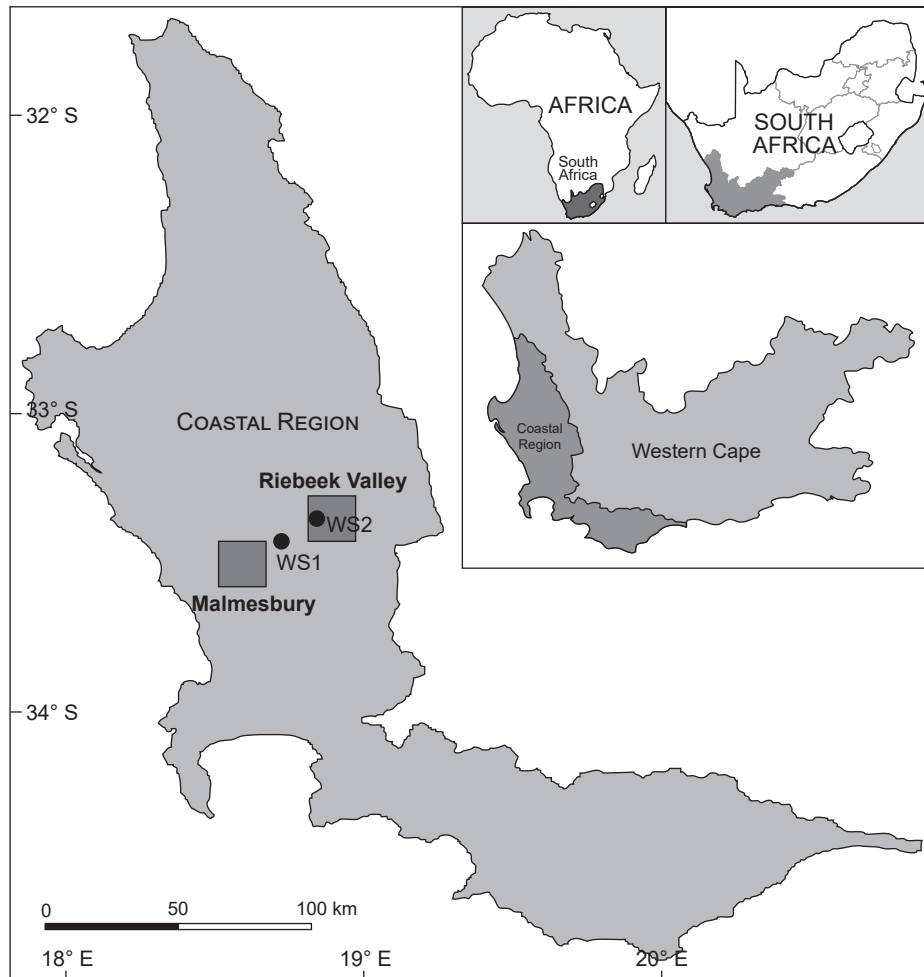 32° S
33° S
34° S
COASTAL REGION
Riebeek Valley
WS2
WS1
Malmesbury
0 50 100 km
18° E 19° E 20° E
AFRICA
South
Africa
SOUTH
AFRICA
Coastal
Region
Western Cape